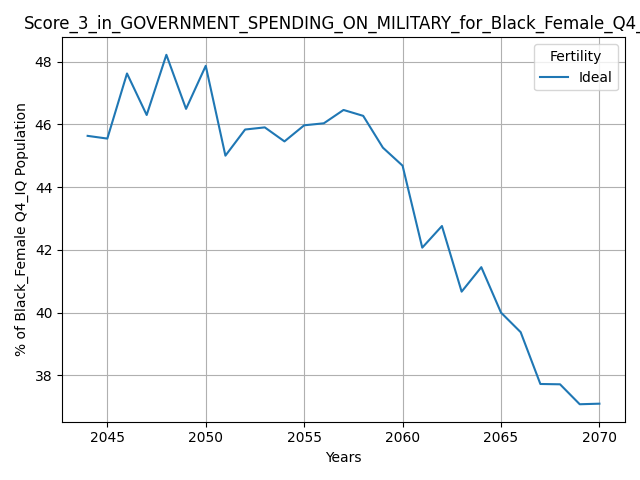 Score_3_in_GOVERNMENT_SPENDING_ON_MILITARY_for_Black_Female_Q4_
Fertility
Ideal
% of Black_Female Q4_IQ Population
48
46
44
42
40
38
2045 2050 2055 2060 2065 2070
Years